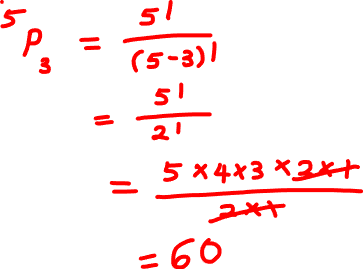 ⁵P₃ = 5! / (5-3)!
= 5! / 2!
= 5 × 4 × 3 × 2 × 1 / 2 × 1
= 60